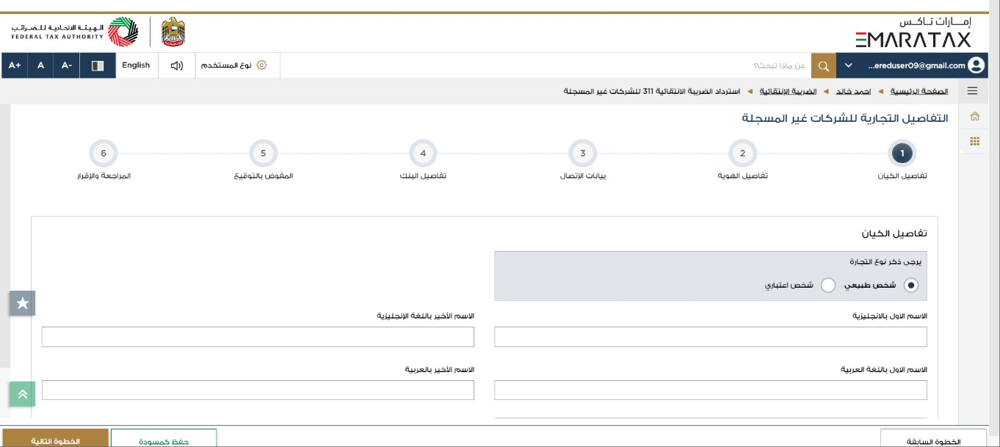 إمـــارات تـاكــس
EMARATAX
الهيئة الاتحادية للضرائب
FEDERAL TAX AUTHORITY
...ereduser09@gmail.com
عن ماذا تبحث؟
نوع المستخدم
English
A-
A
A+
الصفحة الرئيسية
احمد خالد
الضريبة الإنتقائية
استرداد الضريبة الانتقائية 311 للشركات غير المسجلة
التفاصيل التجارية للشركات غير المسجلة
1
2
3
4
5
6
تفاصيل الكيان
تفاصيل الهوية
بيانات الإتصال
تفاصيل البنك
المفوض بالتوقيع
المراجعة والإقرار
تفاصيل الكيان
يرجى ذكر نوع التجارة
شخص طبيعي
شخص اعتباري
الاسم الاول بالانجليزية
الاسم الأخير باللغة الإنجليزية
الاسم الاول باللغة العربية
الاسم الأخير بالعربية
الخطوة السابقة
حفظ كمسودة
الخطوة التالية